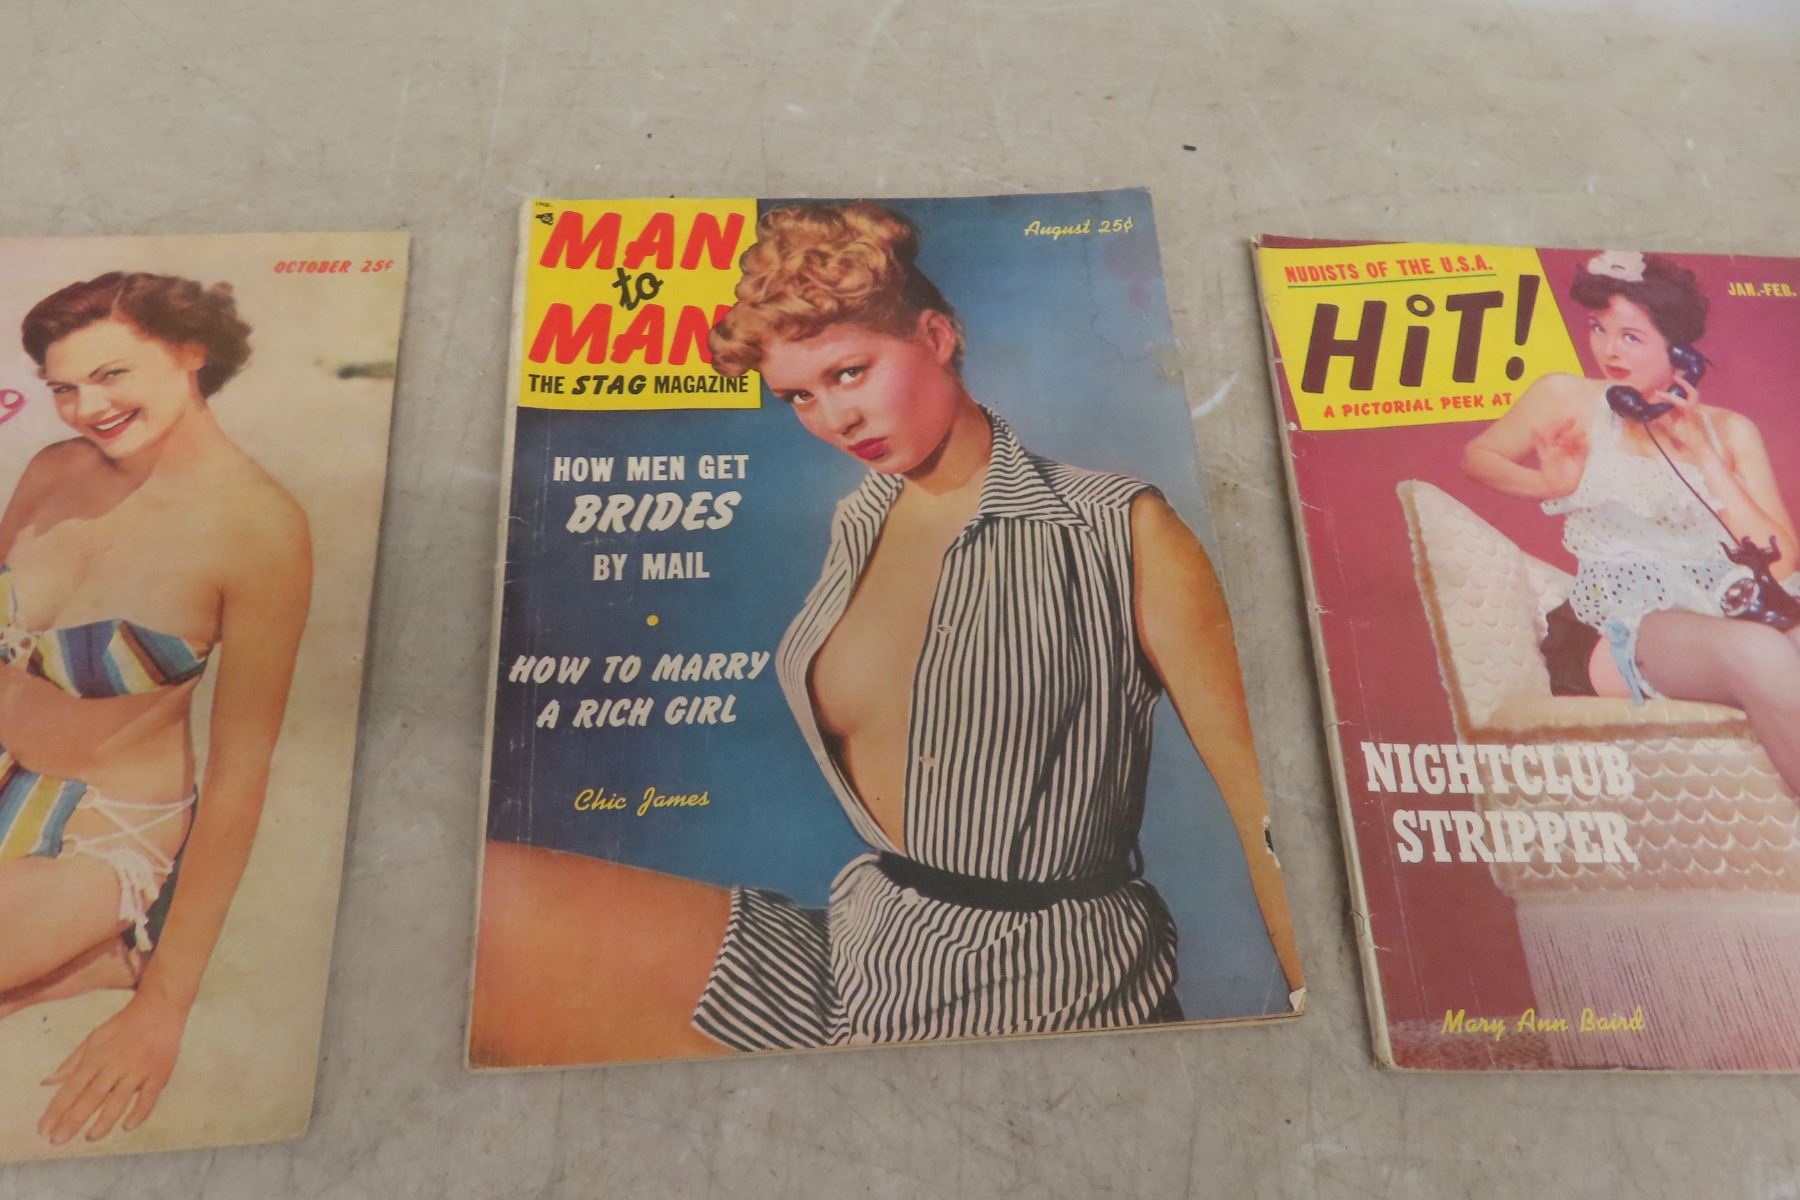 OCTOBER 25¢
IND.
MAN
to
MAN
THE STAG MAGAZINE
August 25¢
HOW MEN GET
BRIDES
BY MAIL
HOW TO MARRY
A RICH GIRL
Chic James
NUDISTS OF THE U.S.A.
HiT!
A PICTORIAL PEEK AT
JAN.-FEB.
NIGHTCLUB
STRIPPER
Mary Ann Baird